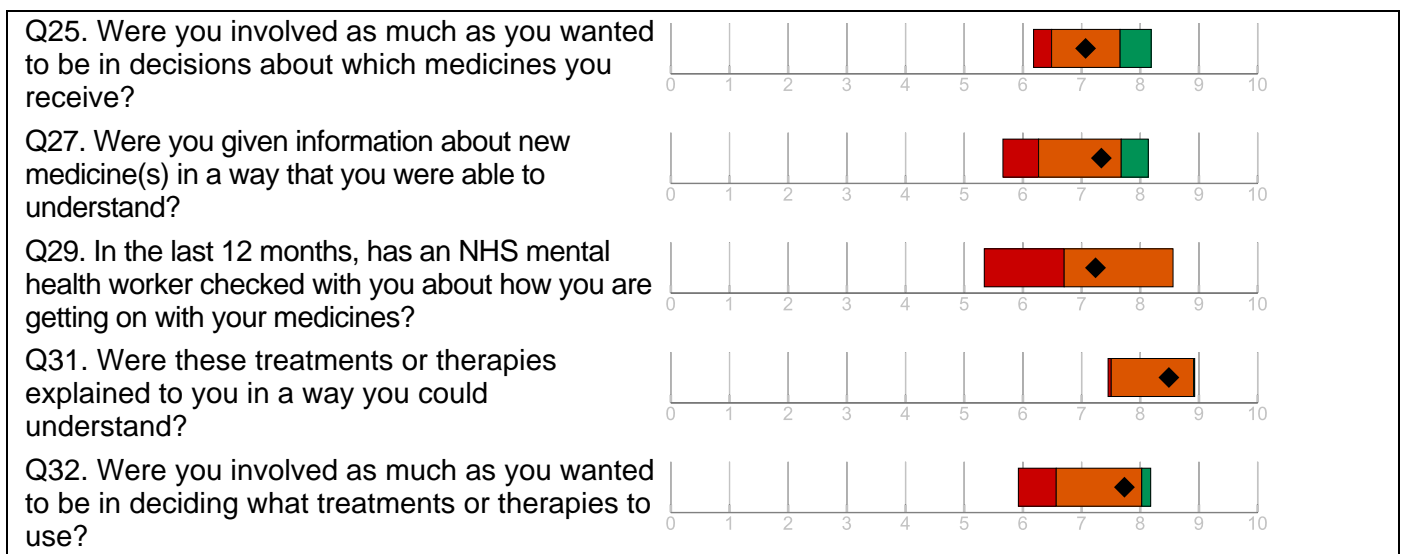 Q25. Were you involved as much as you wanted
to be in decisions about which medicines you
receive?
0 1 2 3 4 5 6 7 8 9 10
Q27. Were you given information about new
medicine(s) in a way that you were able to
understand?
0 1 2 3 4 5 6 7 8 9 10
Q29. In the last 12 months, has an NHS mental
health worker checked with you about how you are
getting on with your medicines?
0 1 2 3 4 5 6 7 8 9 10
Q31. Were these treatments or therapies
explained to you in a way you could
understand?
0 1 2 3 4 5 6 7 8 9 10
Q32. Were you involved as much as you wanted
to be in deciding what treatments or therapies to
use?
0 1 2 3 4 5 6 7 8 9 10